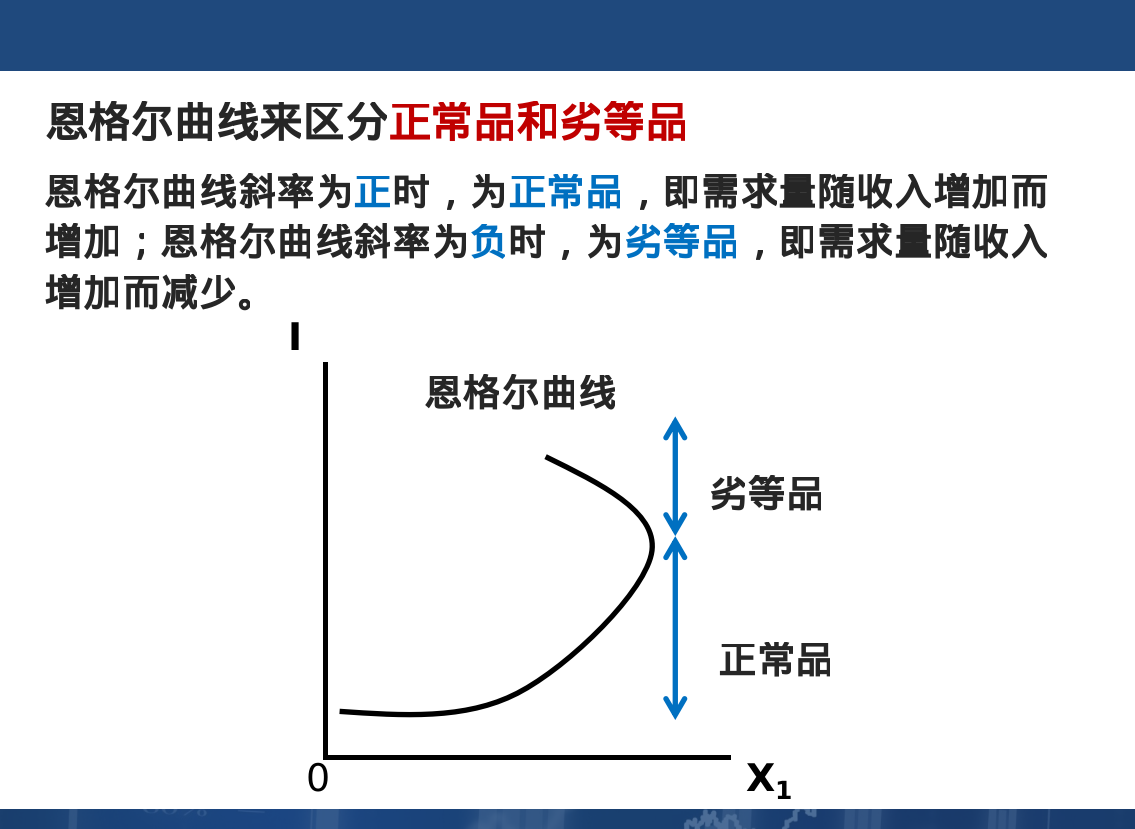 恩格尔曲线来区分正常品和劣等品
恩格尔曲线斜率为正时，为正常品，即需求量随收入增加而
增加；恩格尔曲线斜率为负时，为劣等品，即需求量随收入
增加而减少。
I
恩格尔曲线
劣等品
正常品
0
X₁